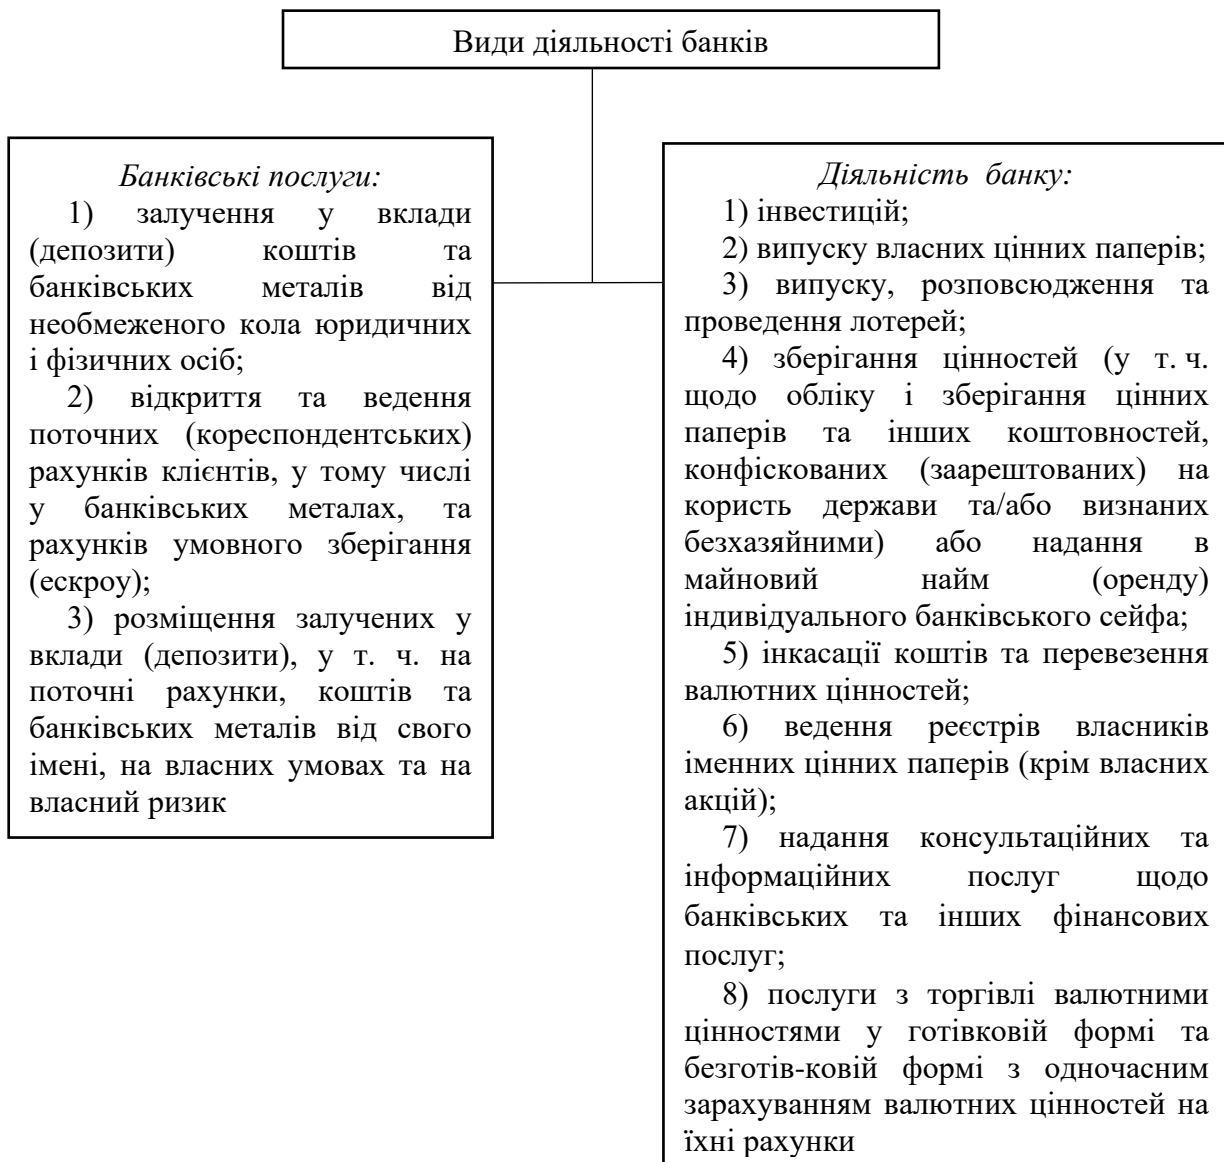 Види діяльності банків
Банківські послуги:
1) залучення у вклади
(депозити) коштів та
банківських металів від
необмеженого кола юридичних
і фізичних осіб;
2) відкриття та ведення
поточних (кореспондентських)
рахунків клієнтів, у тому числі
у банківських металах, та
рахунків умовного зберігання
(ескроу);
3) розміщення залучених у
вклади (депозити), у т. ч. на
поточні рахунки, коштів та
банківських металів від свого
імені, на власних умовах та на
власний ризик
Діяльність банку:
1) інвестицій;
2) випуску власних цінних паперів;
3) випуску, розповсюдження та
проведення лотерей;
4) зберігання цінностей (у т. ч.
щодо обліку і зберігання цінних
паперів та інших коштовностей,
конфіскованих (заарештованих) на
користь держави та/або визнаних
безхазяйними) або надання в
майновий найм (оренду)
індивідуального банківського сейфа;
5) інкасації коштів та перевезення
валютних цінностей;
6) ведення реєстрів власників
іменних цінних паперів (крім власних
акцій);
7) надання консультаційних та
інформаційних послуг щодо
банківських та інших фінансових
послуг;
8) послуги з торгівлі валютними
цінностями у готівковій формі та
безготів-ковій формі з одночасним
зарахуванням валютних цінностей на
їхні рахунки